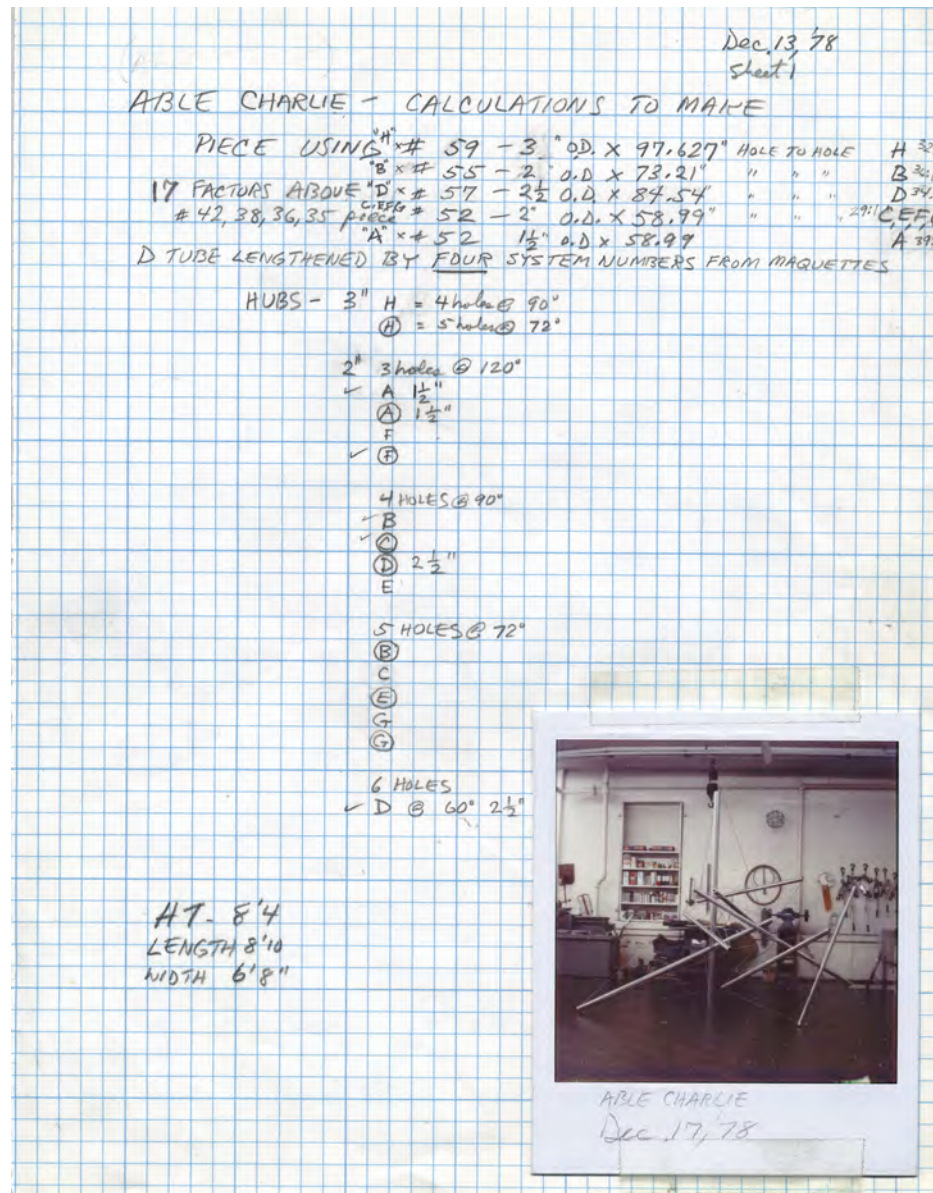 Dec. 13, '78
Sheet 1
ABLE CHARLIE - CALCULATIONS TO MAKE
PIECE USING "H" × # 59 - 3 " O.D. × 97.627" HOLE TO HOLE H
"B" × # 55 - 2 " O.D × 73.21" " " " B
17 FACTORS ABOVE "D" × # 57 - 2½ O.D. × 84.54" " " " D
# 42, 38, 36, 35 piece C,E,F,G # 52 - 2" O.D. × 58.99" " " " 29:1 C,E,F,
"A" × # 52 1½" O.D × 58.99 A
D TUBE LENGTHENED BY FOUR SYSTEM NUMBERS FROM MAQUETTES
HUBS - 3" H = 4 holes @ 90°
Ⓗ = 5 holes @ 72°
2" 3 holes @ 120°
✓ A 1½"
Ⓐ 1½"
F
✓ Ⓕ
4 HOLES @ 90°
✓ B
✓ Ⓒ
Ⓓ 2½"
E
5 HOLES @ 72°
Ⓑ
C
Ⓔ
G
Ⓖ
6 HOLES
✓ D @ 60° 2½"
HT- 8'4
LENGTH 8'10
WIDTH 6'8"
ABLE CHARLIE
Dec. 17, '78